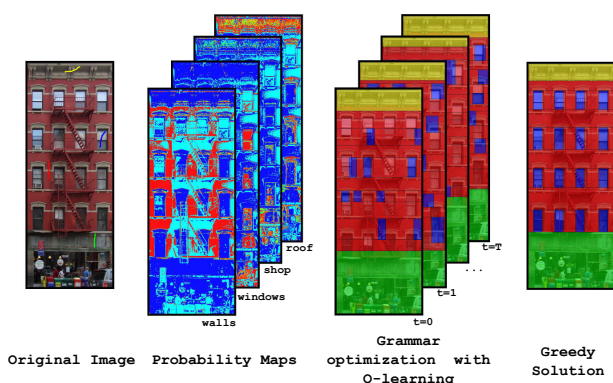 roof
shop
windows
walls
t=T
...
t=1
t=0
Original Image
Probability Maps
Grammar
optimization with
Q-learning
Greedy
Solution